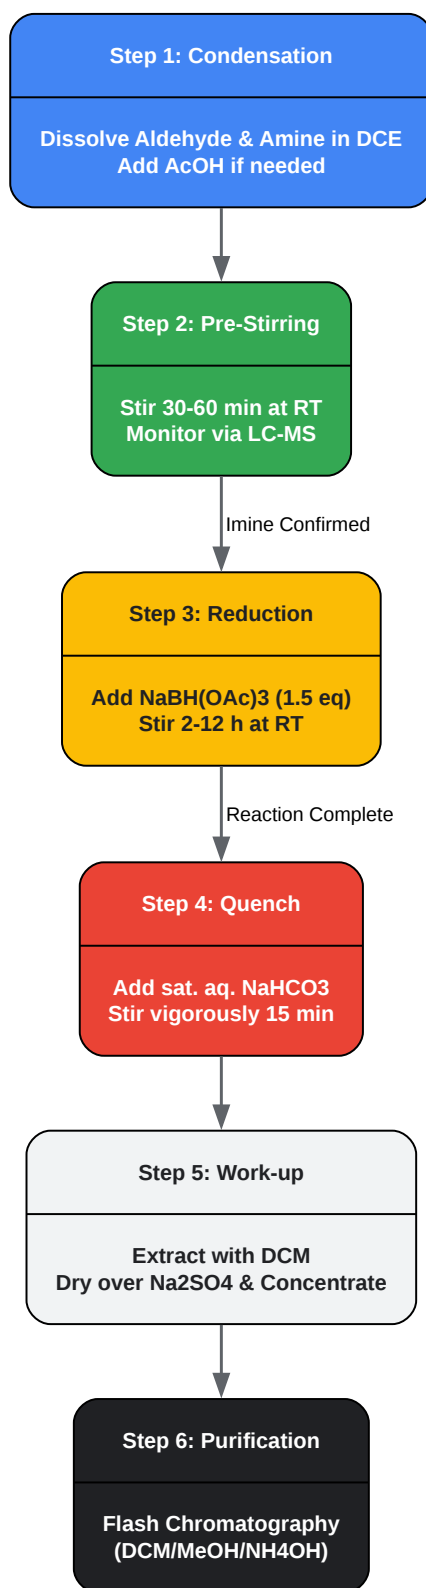 Step 1: Condensation
Dissolve Aldehyde & Amine in DCE
Add AcOH if needed
Step 2: Pre-Stirring
Stir 30-60 min at RT
Monitor via LC-MS
Imine Confirmed
Step 3: Reduction
Add NaBH(OAc)3 (1.5 eq)
Stir 2-12 h at RT
Reaction Complete
Step 4: Quench
Add sat. aq. NaHCO3
Stir vigorously 15 min
Step 5: Work-up
Extract with DCM
Dry over Na2SO4 & Concentrate
Step 6: Purification
Flash Chromatography
(DCM/MeOH/NH4OH)